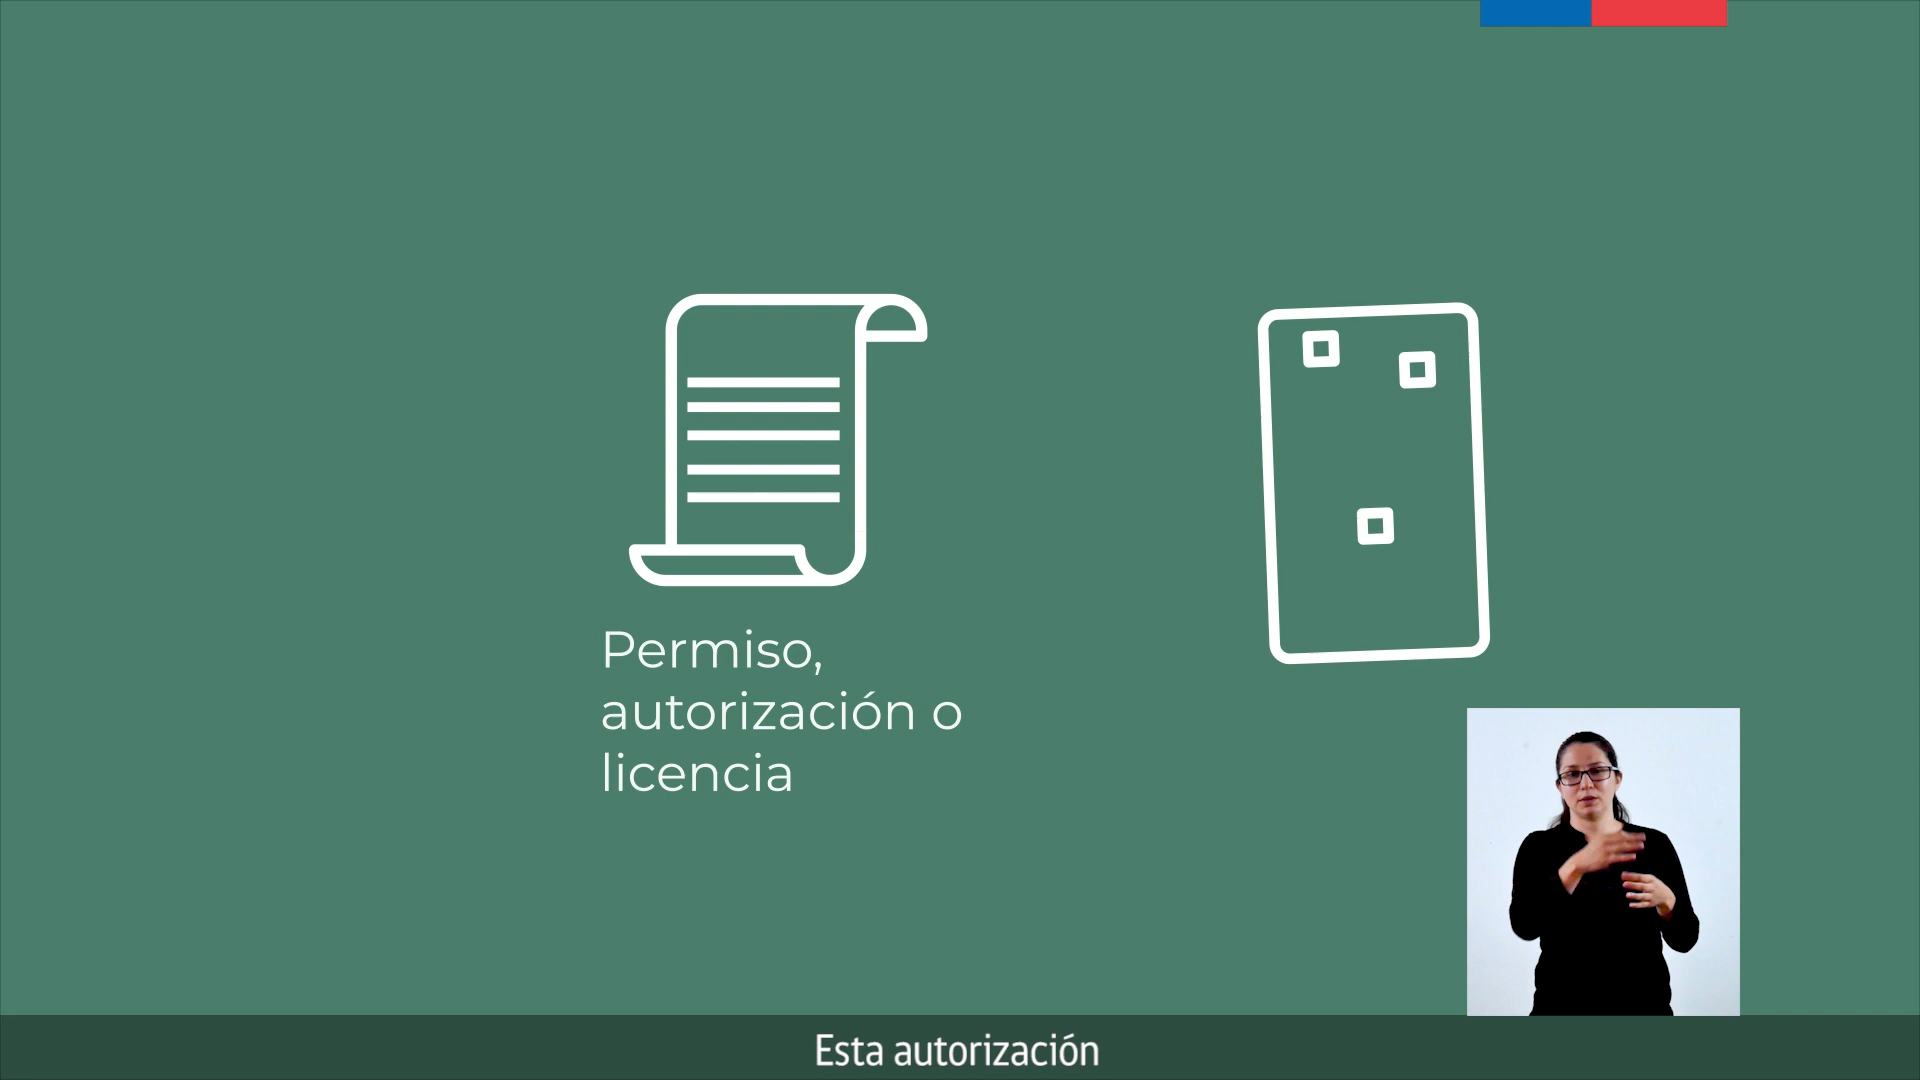 Permiso,
autorización o
licencia
Esta autorización